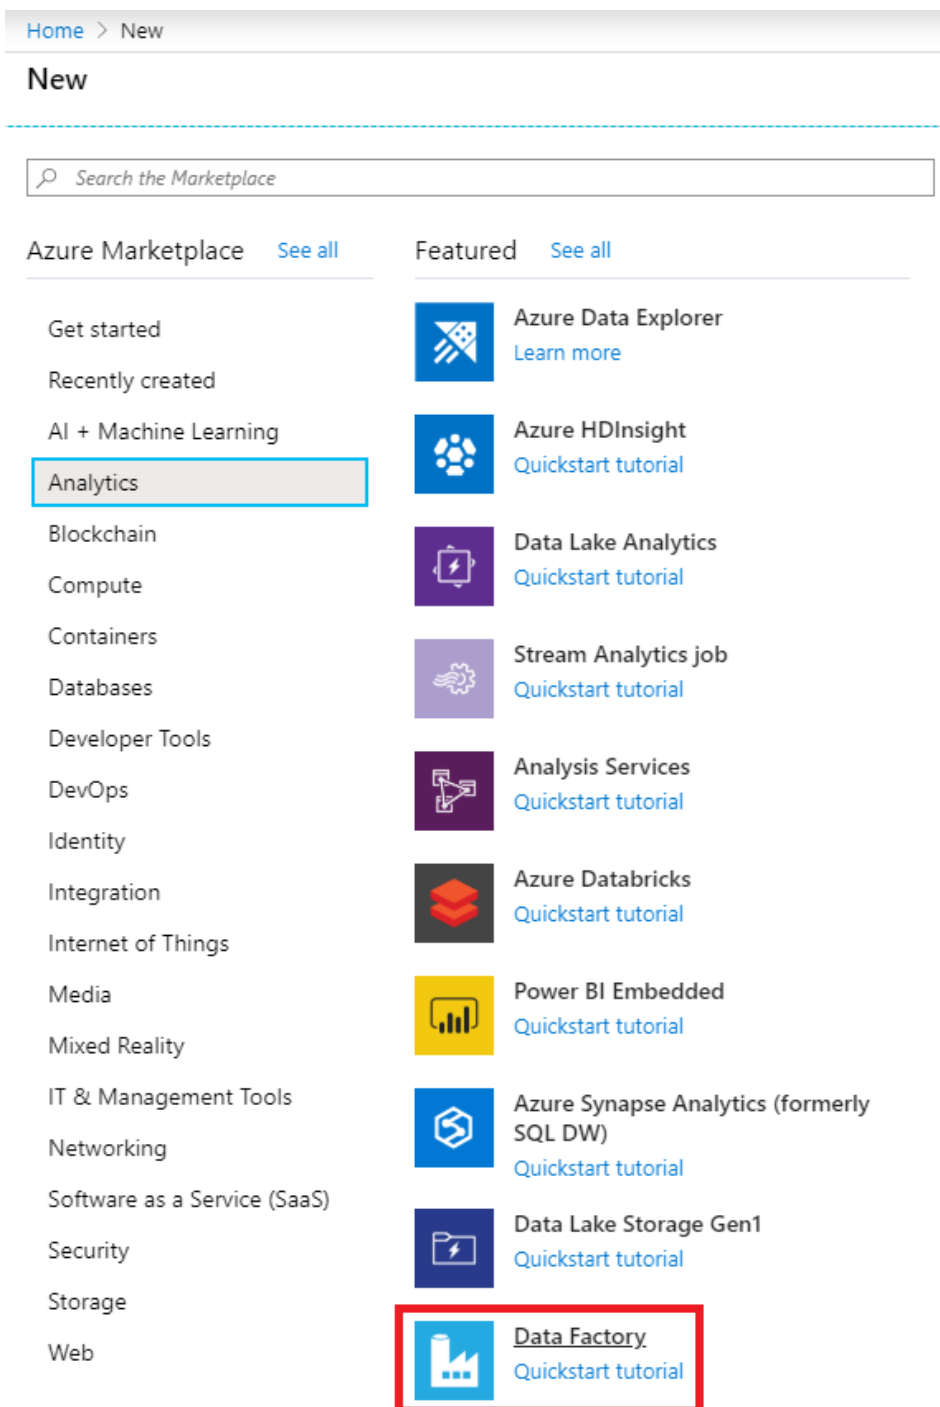 Home > New
New
Search the Marketplace
Azure Marketplace See all
Get started
Recently created
AI + Machine Learning
Analytics
Blockchain
Compute
Containers
Databases
Developer Tools
DevOps
Identity
Integration
Internet of Things
Media
Mixed Reality
IT & Management Tools
Networking
Software as a Service (SaaS)
Security
Storage
Web
Featured See all
Azure Data Explorer
Learn more
Azure HDInsight
Quickstart tutorial
Data Lake Analytics
Quickstart tutorial
Stream Analytics job
Quickstart tutorial
Analysis Services
Quickstart tutorial
Azure Databricks
Quickstart tutorial
Power BI Embedded
Quickstart tutorial
Azure Synapse Analytics (formerly
SQL DW)
Quickstart tutorial
Data Lake Storage Gen1
Quickstart tutorial
Data Factory
Quickstart tutorial